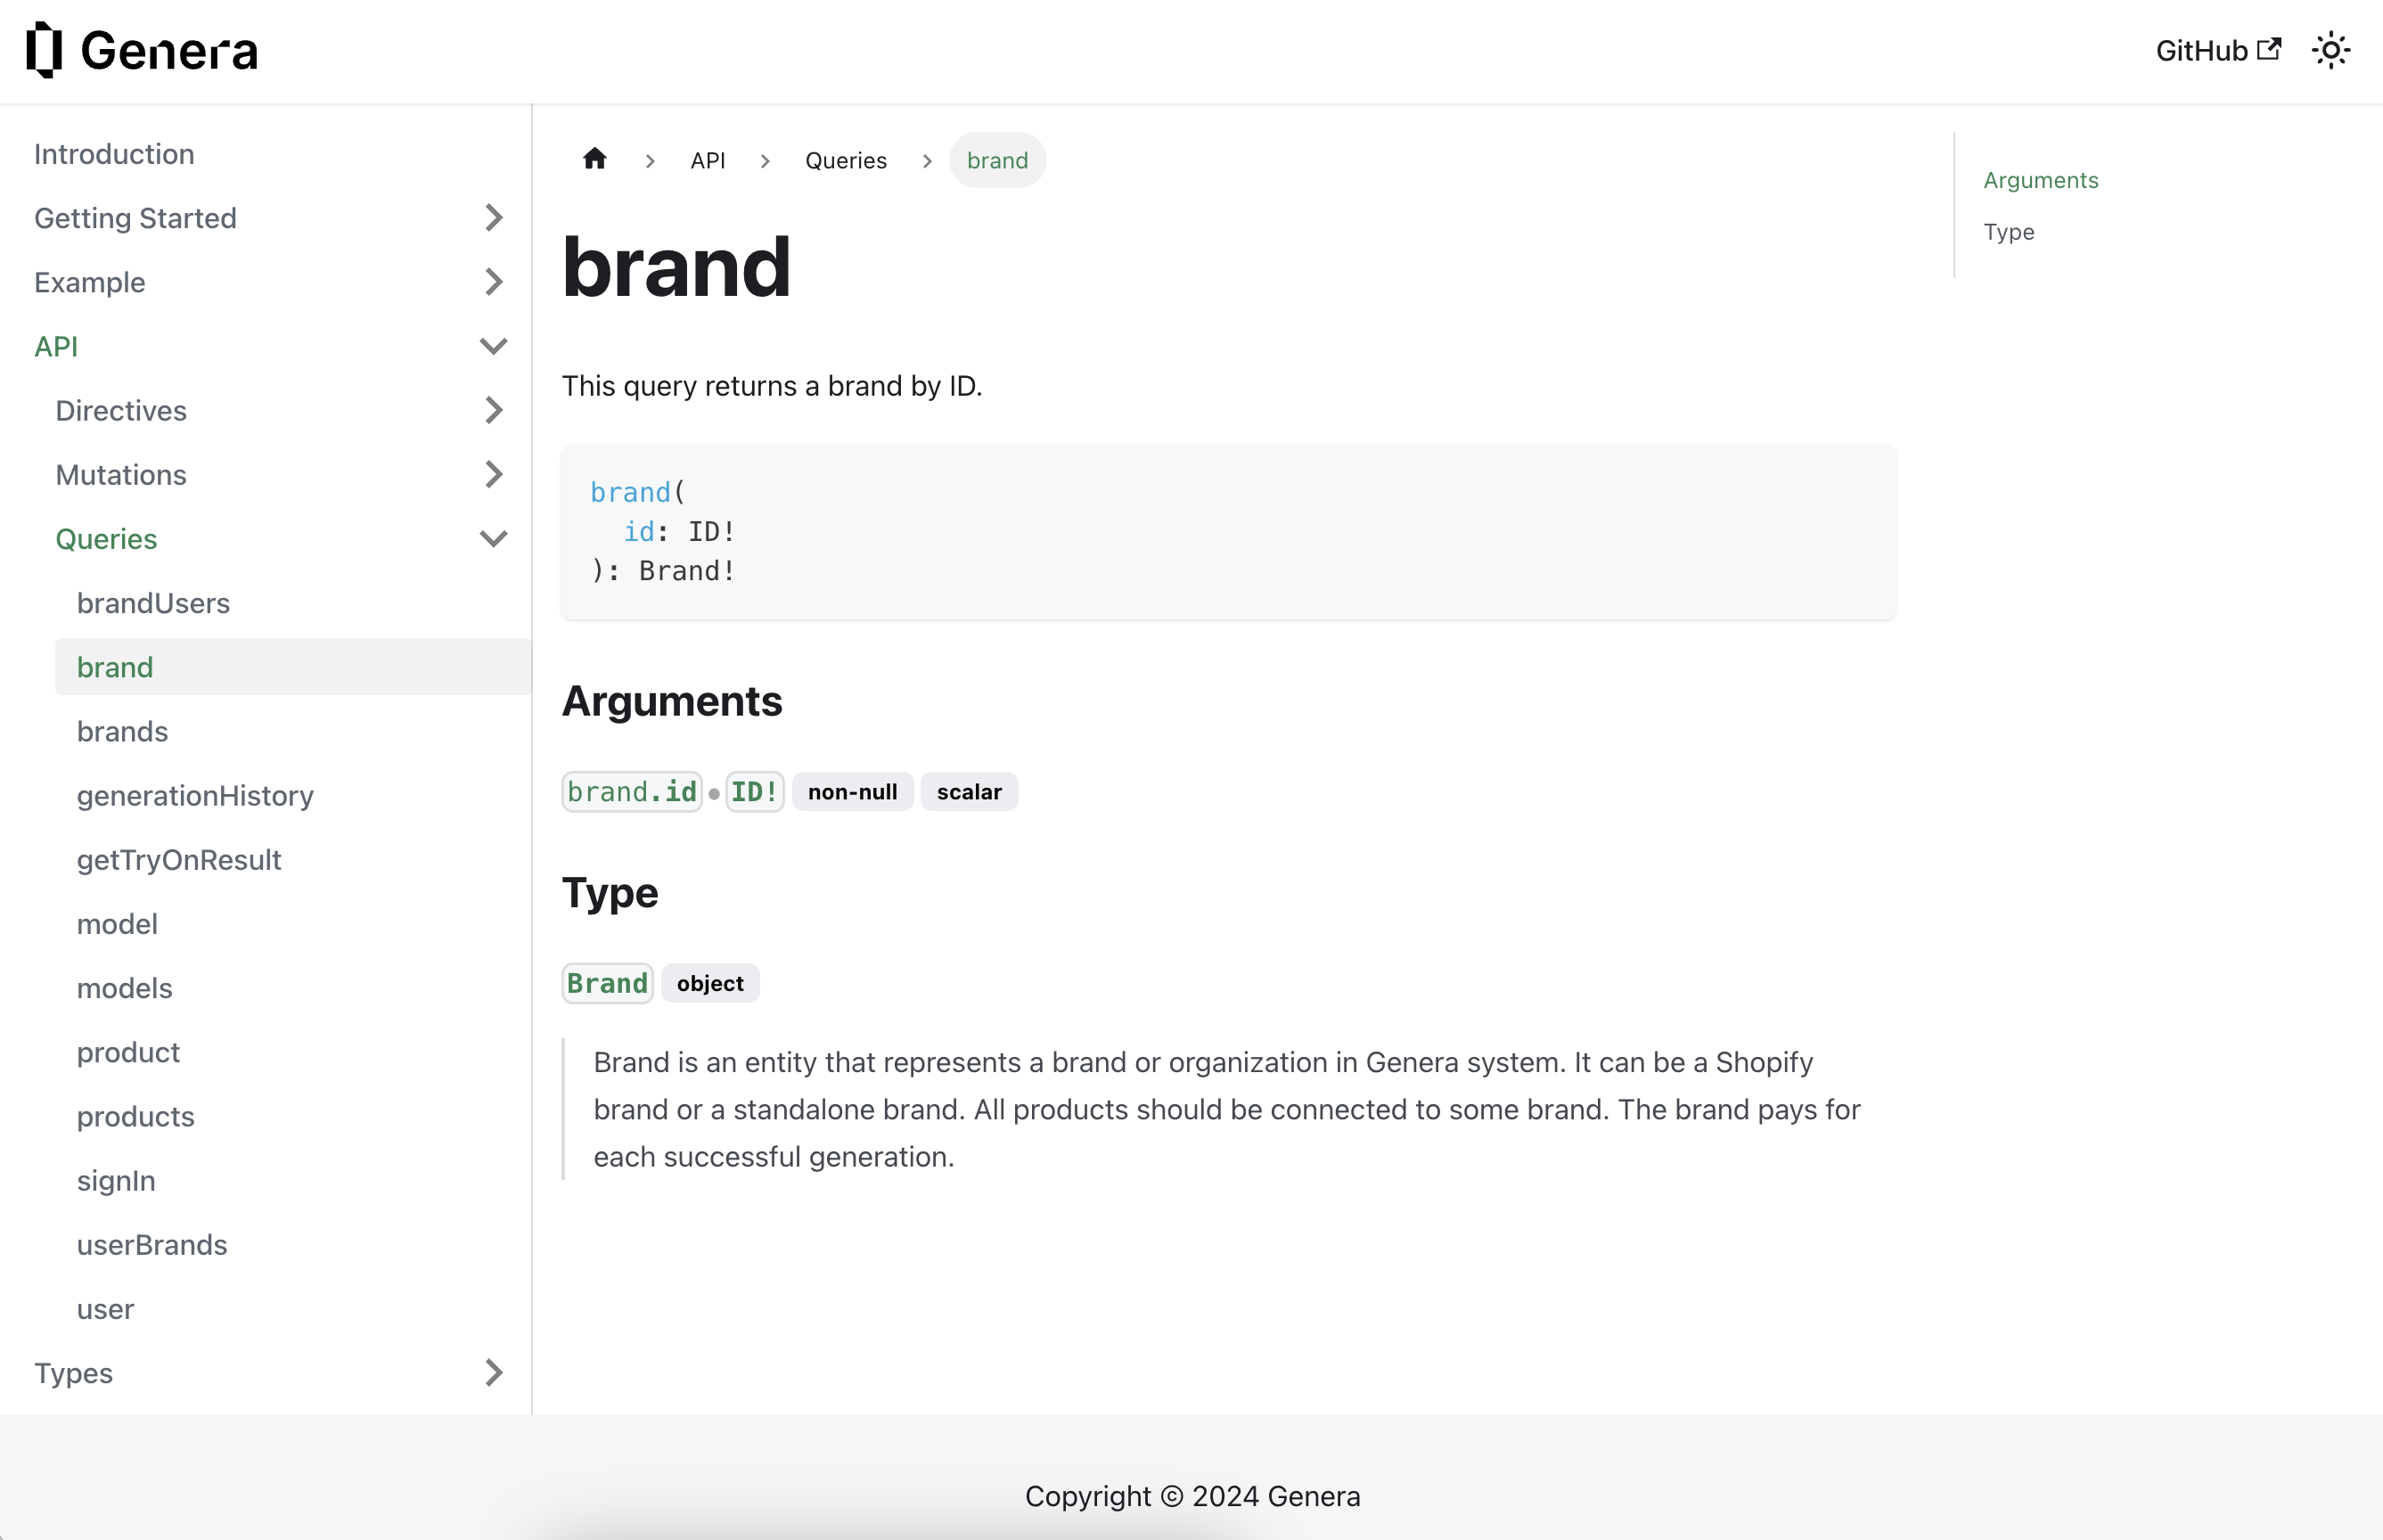 Genera
GitHub
Introduction
Getting Started
Example
API
Directives
Mutations
Queries
brandUsers
brand
brands
generationHistory
getTryOnResult
model
models
product
products
signIn
userBrands
user
Types
API
Queries
brand
brand
This query returns a brand by ID.
brand(
  id: ID!
): Brand!
Arguments
brand.id ● ID! non-null scalar
Type
Brand object
Brand is an entity that represents a brand or organization in Genera system. It can be a Shopify
brand or a standalone brand. All products should be connected to some brand. The brand pays for
each successful generation.
Arguments
Type
Copyright © 2024 Genera